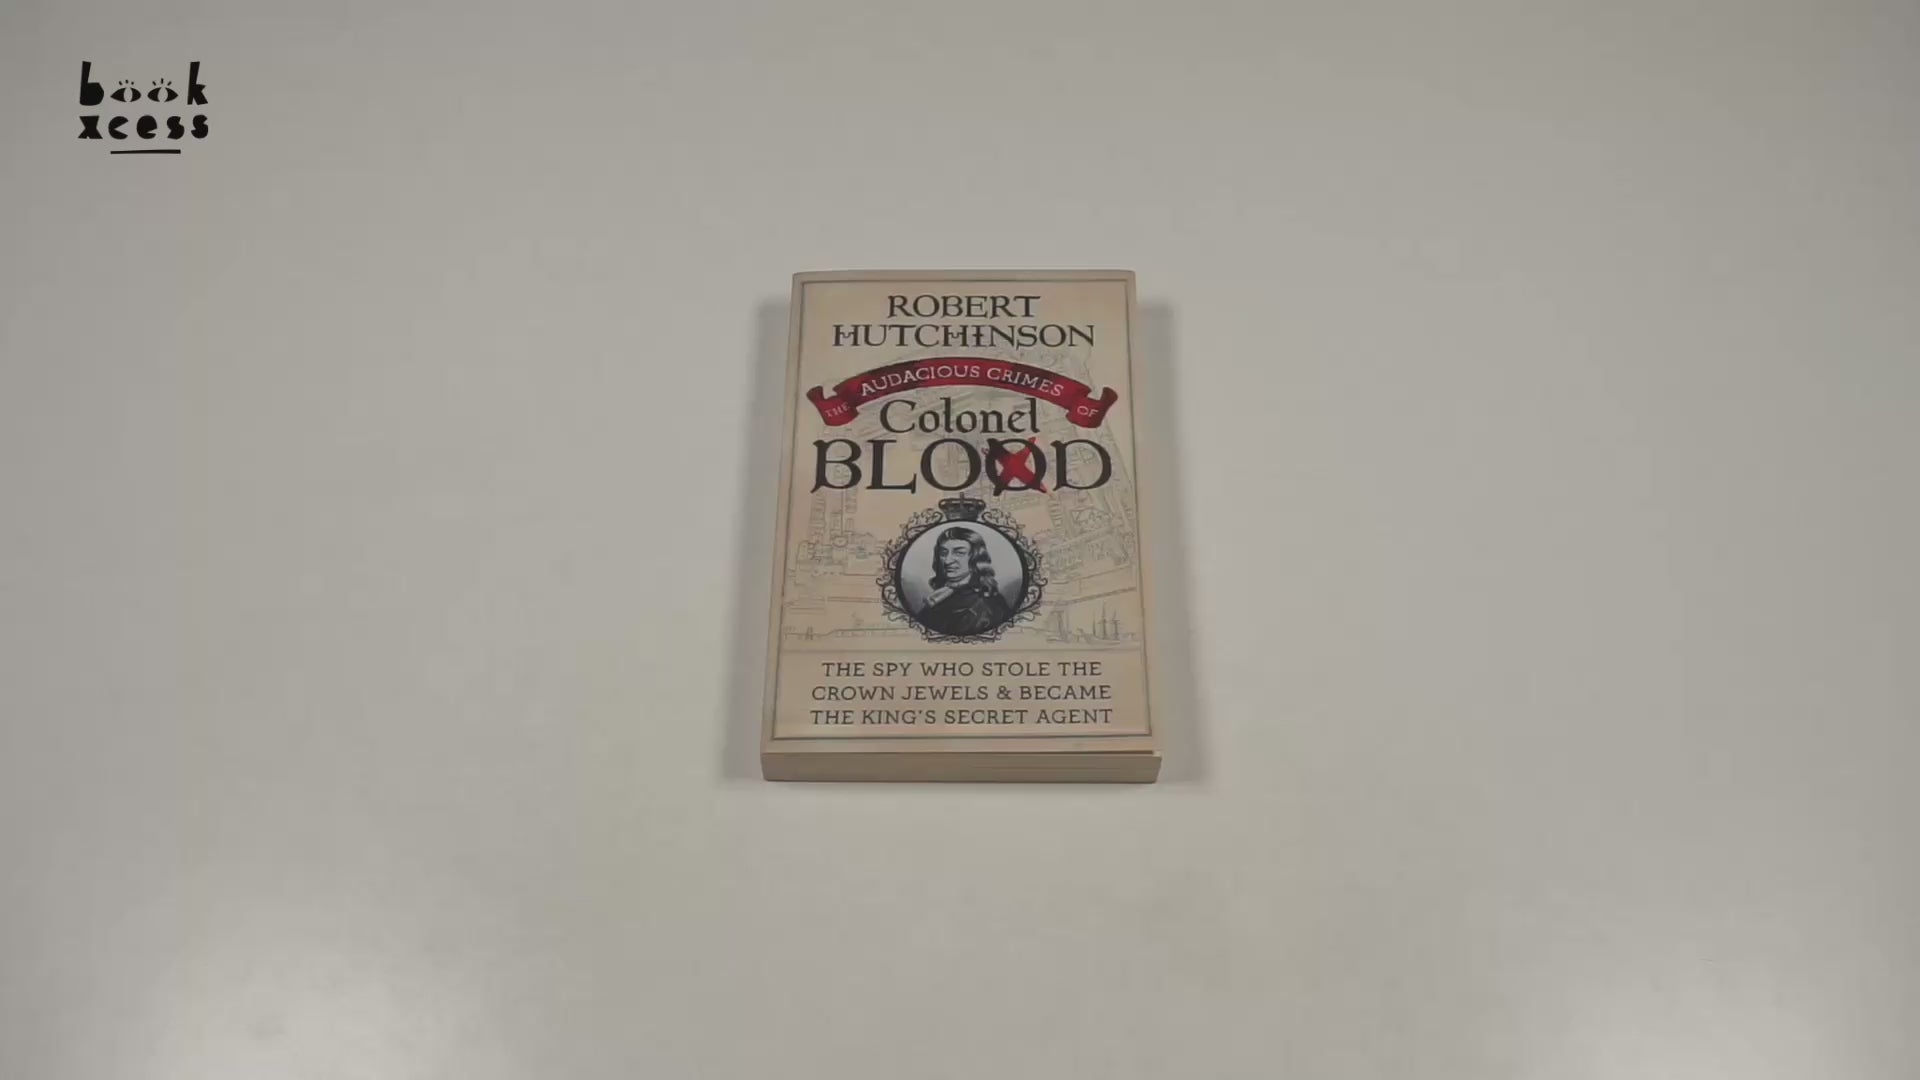 book
xcess
ROBERT
HUTCHINSON
THE AUDACIOUS CRIMES OF
Colonel
BLOOD
THE SPY WHO STOLE THE
CROWN JEWELS & BECAME
THE KING'S SECRET AGENT